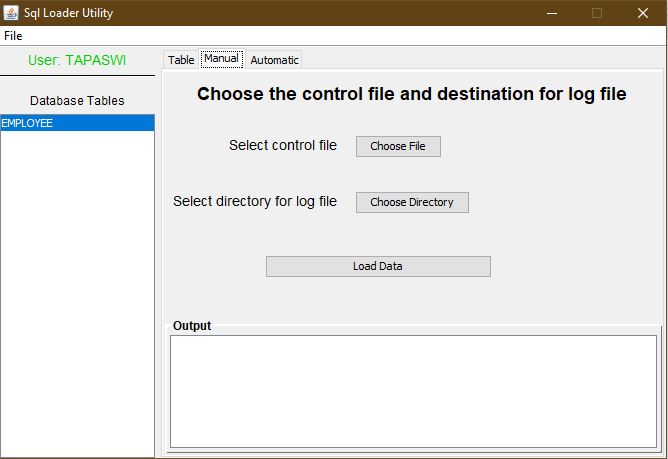 Sql Loader Utility
File
User: TAPASWI
Database Tables
EMPLOYEE
Table Manual Automatic
Choose the control file and destination for log file
Select control file Choose File
Select directory for log file Choose Directory
Load Data
Output